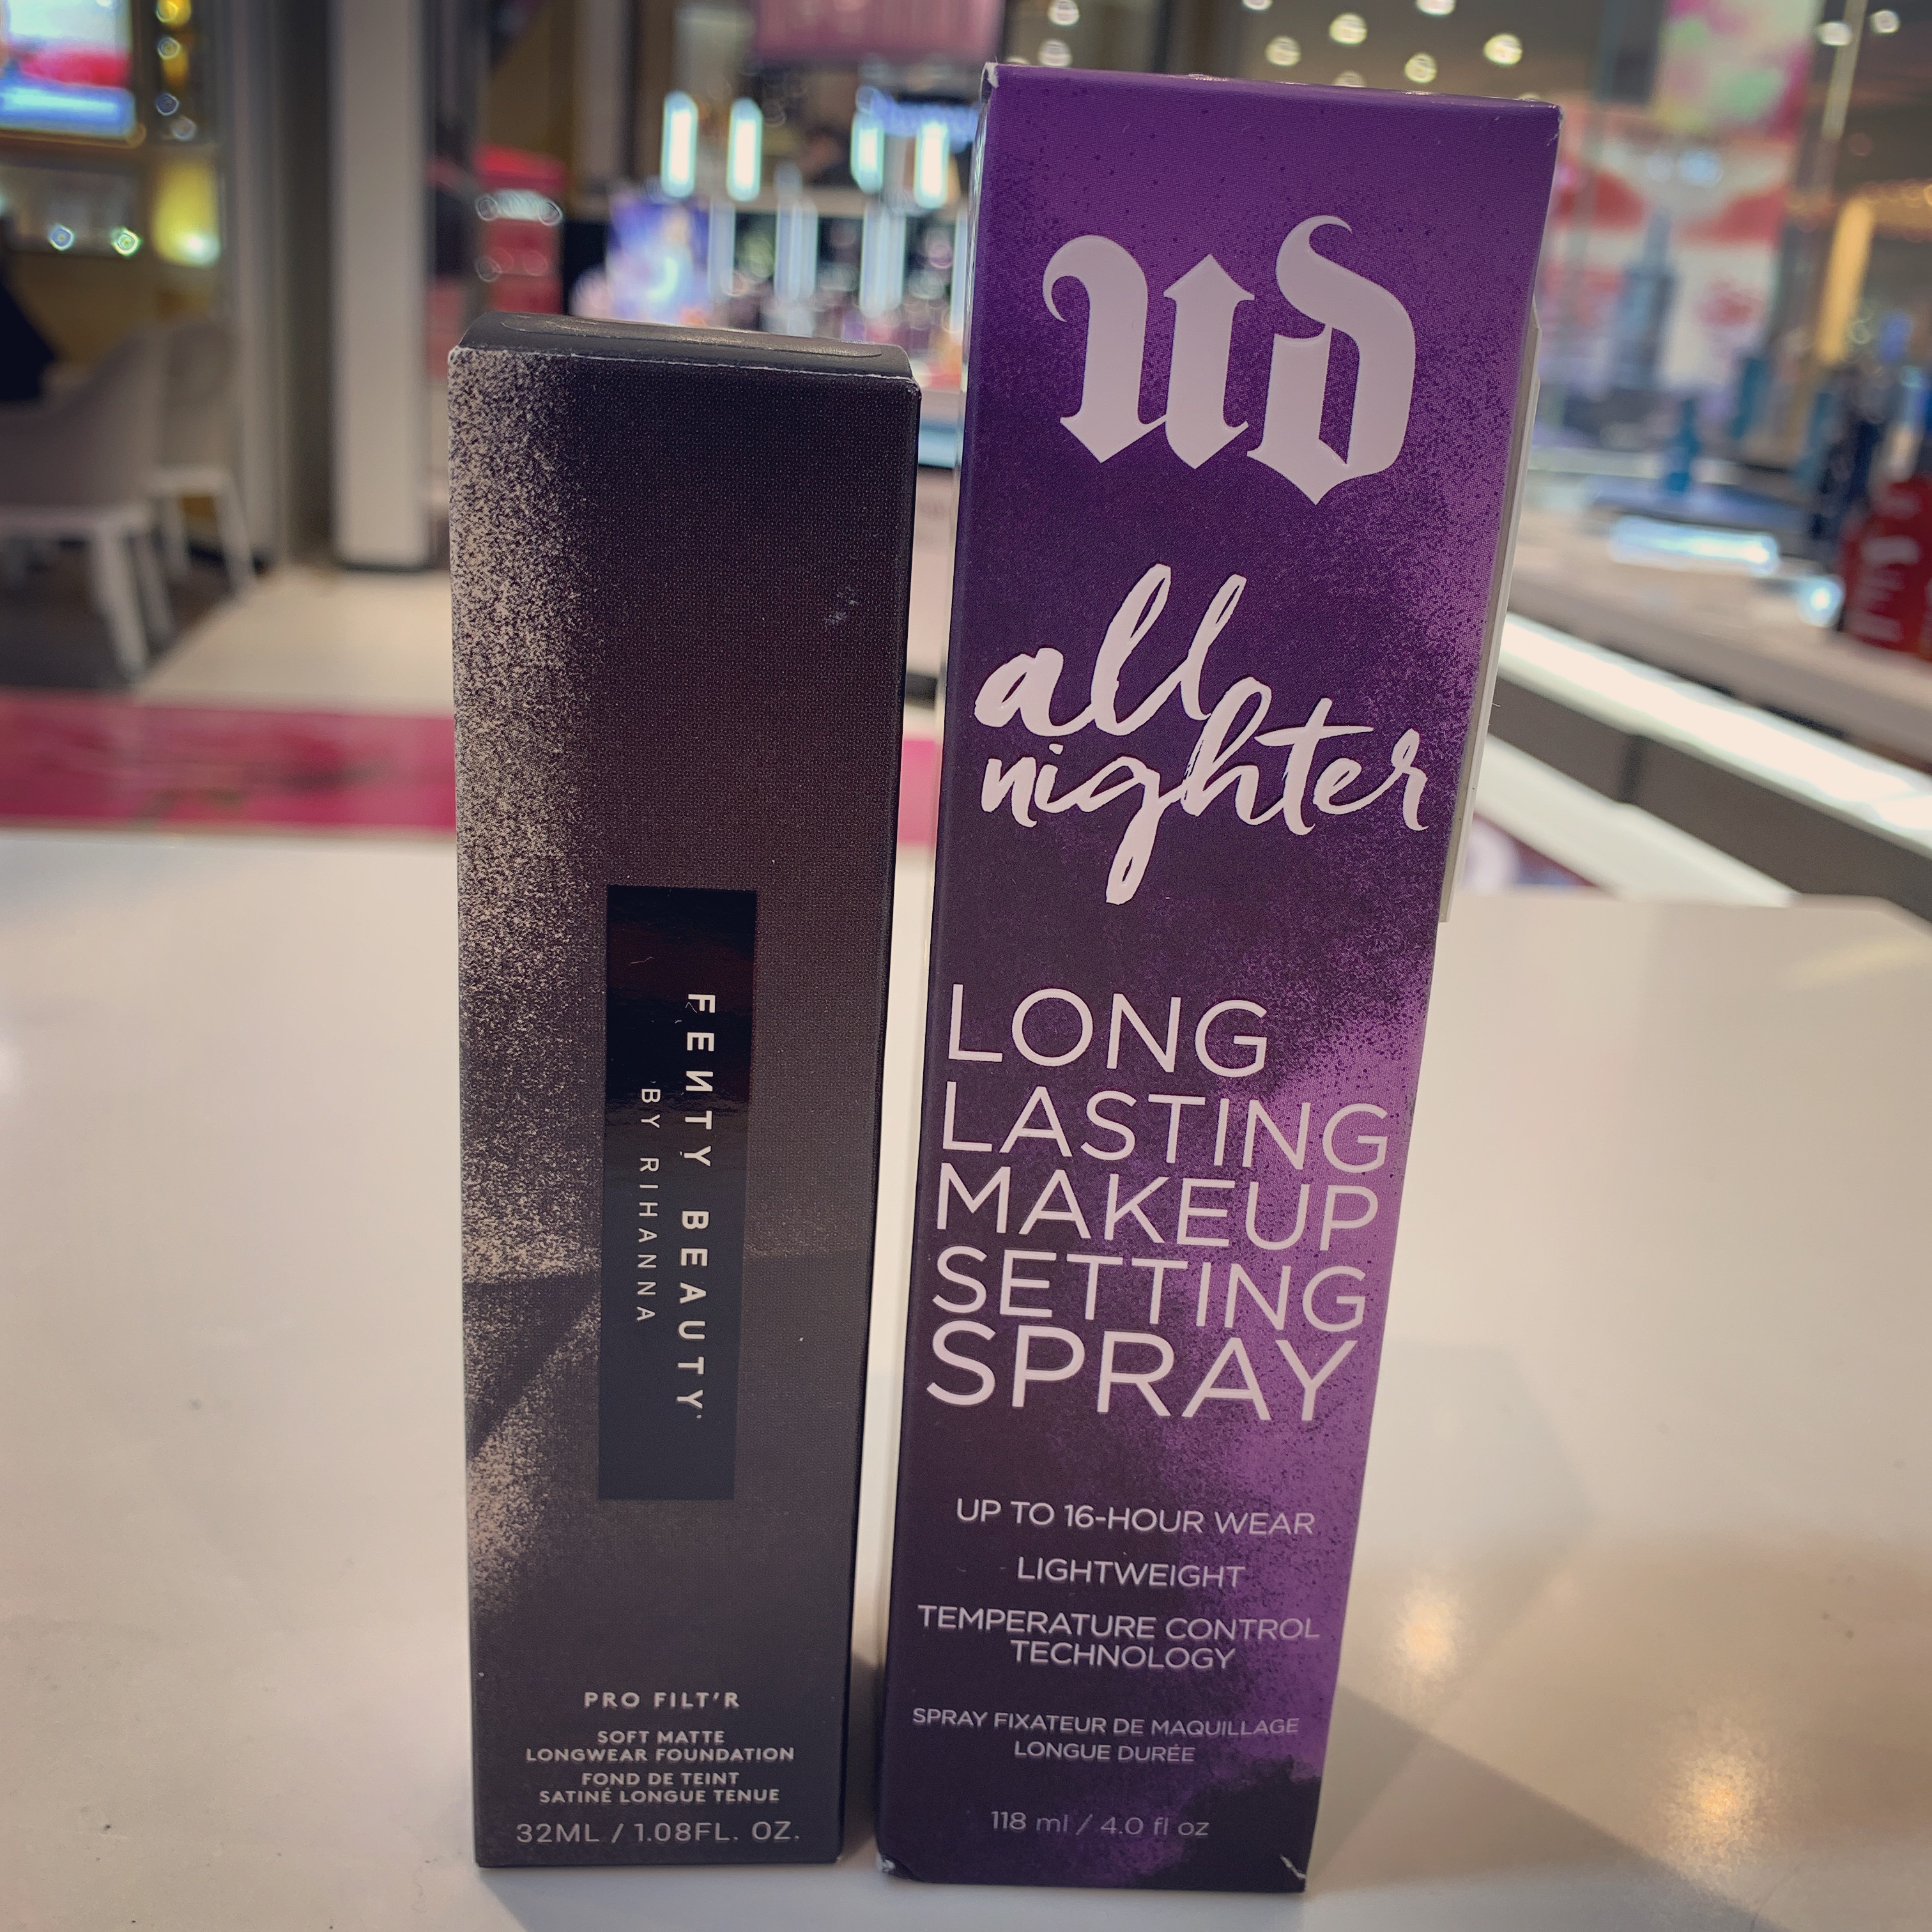 FENTY BEAUTY
BY RIHANNA
PRO FILT'R
SOFT MATTE
LONGWEAR FOUNDATION
FOND DE TEINT
SATINÉ LONGUE TENUE
32ML / 1.08FL. OZ.
ud
all
nighter
LONG
LASTING
MAKEUP
SETTING
SPRAY
UP TO 16-HOUR WEAR
LIGHTWEIGHT
TEMPERATURE CONTROL
TECHNOLOGY
SPRAY FIXATEUR DE MAQUILLAGE
LONGUE DURÉE
118 ml / 4.0 fl oz